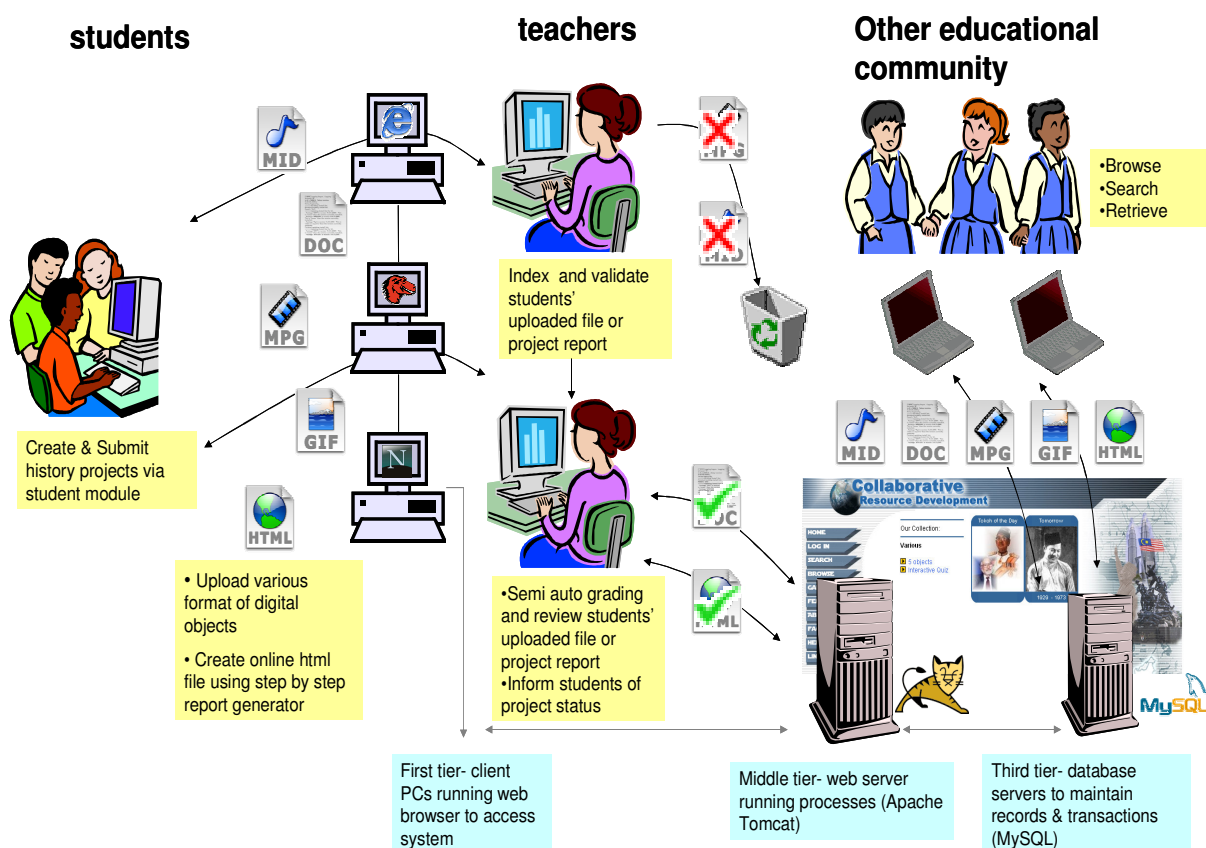 students
teachers
Other educational
community
MID
DOC
MPG
GIF
HTML
N
MID
•Browse
•Search
•Retrieve
Index and validate
students'
uploaded file or
project report
Create & Submit
history projects via
student module
• Upload various
format of digital
objects
• Create online html
file using step by step
report generator
•Semi auto grading
and review students'
uploaded file or
project report
•Inform students of
project status
MID
DOC
MPG
GIF
HTML
Collaborative
Resource Development
HOME
LOG IN
SEARCH
BROWSE
Our Collection:
Various
5 objects
Interactive Quiz
Tokoh of the Day
Tomorrow
1929 - 1973
MySQL
First tier- client
PCs running web
browser to access
system
Middle tier- web server
running processes (Apache
Tomcat)
Third tier- database
servers to maintain
records & transactions
(MySQL)